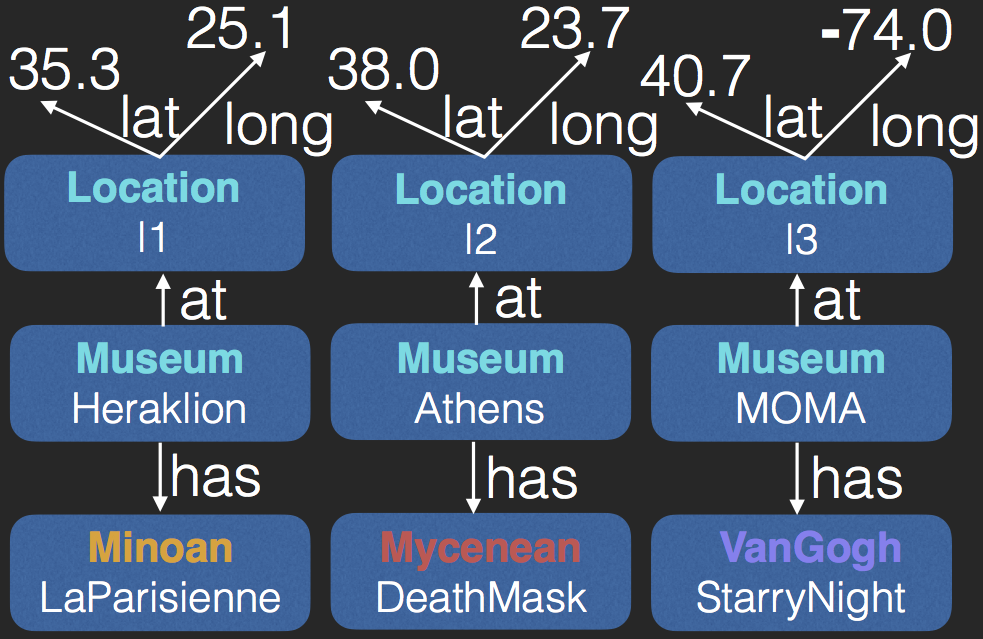 35.3 25.1 38.0 23.7 40.7 -74.0
lat long lat long lat long
Location Location Location
l1 l2 l3
at at at
Museum Museum Museum
Heraklion Athens MOMA
has has has
Minoan Mycenean VanGogh
LaParisienne DeathMask StarryNight